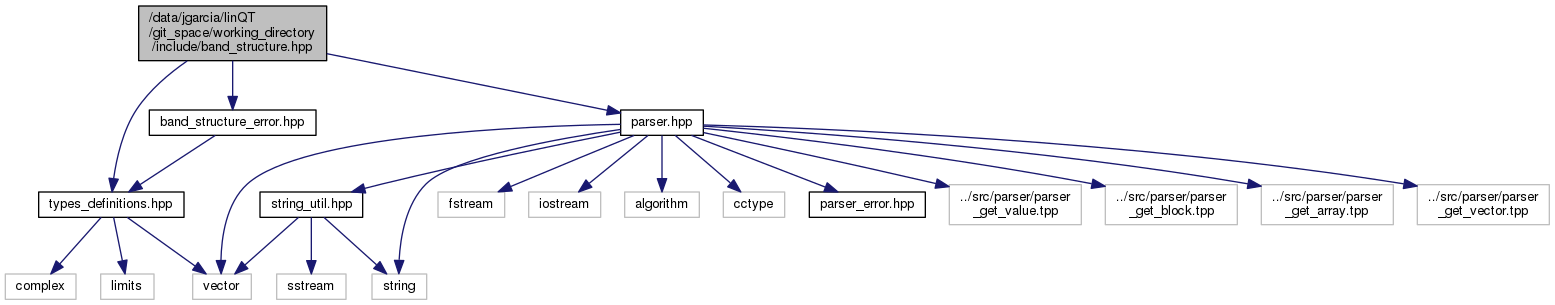 /data/jgarcia/linQT
/git_space/working_directory
/include/band_structure.hpp
band_structure_error.hpp
parser.hpp
types_definitions.hpp
string_util.hpp
fstream
iostream
algorithm
cctype
parser_error.hpp
../src/parser/parser
_get_value.tpp
../src/parser/parser
_get_block.tpp
../src/parser/parser
_get_array.tpp
../src/parser/parser
_get_vector.tpp
complex
limits
vector
sstream
string